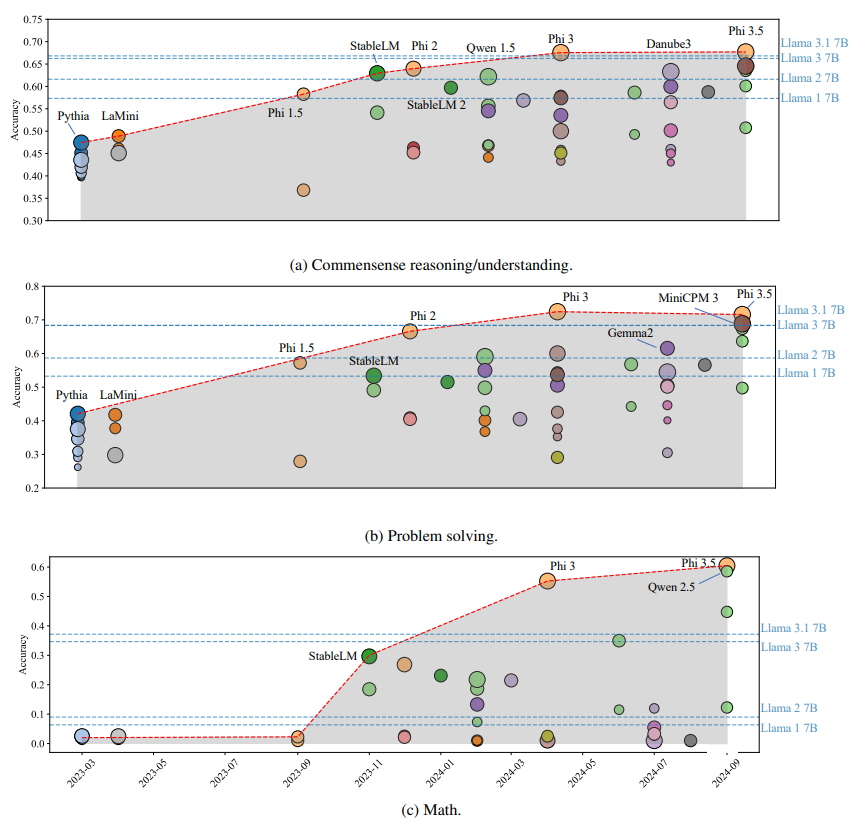 0.75
0.70
0.65
0.60
0.55
0.50
0.45
0.40
0.35
0.30
Accuracy
Pythia
LaMini
Phi 1.5
StableLM
Phi 2
StableLM 2
Qwen 1.5
Phi 3
Danube3
Phi 3.5
Llama 3.1 7B
Llama 3 7B
Llama 2 7B
Llama 1 7B
(a) Commensense reasoning/understanding.
0.8
0.7
0.6
0.5
0.4
0.3
0.2
Accuracy
Pythia
LaMini
Phi 1.5
StableLM
Phi 2
Phi 3
Gemma2
MiniCPM 3
Phi 3.5
Llama 3.1 7B
Llama 3 7B
Llama 2 7B
Llama 1 7B
(b) Problem solving.
0.6
0.5
0.4
0.3
0.2
0.1
0.0
Accuracy
StableLM
Phi 3
Phi 3.5
Qwen 2.5
Llama 3.1 7B
Llama 3 7B
Llama 2 7B
Llama 1 7B
2023-03
2023-05
2023-07
2023-09
2023-11
2024-01
2024-03
2024-05
2024-07
2024-09
(c) Math.